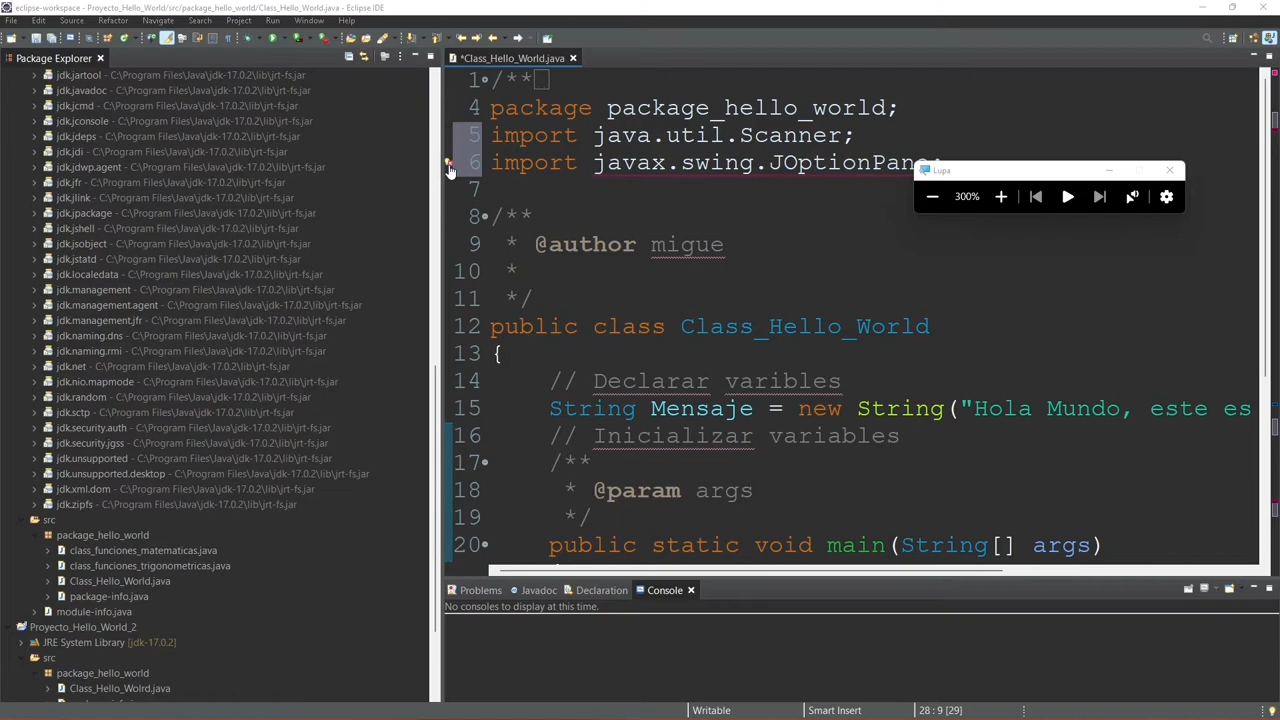 eclipse-workspace - Proyecto_Hello_World/src/package_hello_world/Class_Hello_World.java - Eclipse IDE
File Edit Source Refactor Navigate Search Project Run Window Help
Package Explorer
jdk.jartool - C:\Program Files\Java\jdk-17.0.2\lib\jrt-fs.jar
jdk.javadoc - C:\Program Files\Java\jdk-17.0.2\lib\jrt-fs.jar
jdk.jcmd - C:\Program Files\Java\jdk-17.0.2\lib\jrt-fs.jar
jdk.jconsole - C:\Program Files\Java\jdk-17.0.2\lib\jrt-fs.jar
jdk.jdeps - C:\Program Files\Java\jdk-17.0.2\lib\jrt-fs.jar
jdk.jdi - C:\Program Files\Java\jdk-17.0.2\lib\jrt-fs.jar
jdk.jdwp.agent - C:\Program Files\Java\jdk-17.0.2\lib\jrt-fs.jar
jdk.jfr - C:\Program Files\Java\jdk-17.0.2\lib\jrt-fs.jar
jdk.jlink - C:\Program Files\Java\jdk-17.0.2\lib\jrt-fs.jar
jdk.jpackage - C:\Program Files\Java\jdk-17.0.2\lib\jrt-fs.jar
jdk.jshell - C:\Program Files\Java\jdk-17.0.2\lib\jrt-fs.jar
jdk.jsobject - C:\Program Files\Java\jdk-17.0.2\lib\jrt-fs.jar
jdk.jstatd - C:\Program Files\Java\jdk-17.0.2\lib\jrt-fs.jar
jdk.localedata - C:\Program Files\Java\jdk-17.0.2\lib\jrt-fs.jar
jdk.management - C:\Program Files\Java\jdk-17.0.2\lib\jrt-fs.jar
jdk.management.agent - C:\Program Files\Java\jdk-17.0.2\lib\jrt-fs.jar
jdk.management.jfr - C:\Program Files\Java\jdk-17.0.2\lib\jrt-fs.jar
jdk.naming.dns - C:\Program Files\Java\jdk-17.0.2\lib\jrt-fs.jar
jdk.naming.rmi - C:\Program Files\Java\jdk-17.0.2\lib\jrt-fs.jar
jdk.net - C:\Program Files\Java\jdk-17.0.2\lib\jrt-fs.jar
jdk.nio.mapmode - C:\Program Files\Java\jdk-17.0.2\lib\jrt-fs.jar
jdk.random - C:\Program Files\Java\jdk-17.0.2\lib\jrt-fs.jar
jdk.sctp - C:\Program Files\Java\jdk-17.0.2\lib\jrt-fs.jar
jdk.security.auth - C:\Program Files\Java\jdk-17.0.2\lib\jrt-fs.jar
jdk.security.jgss - C:\Program Files\Java\jdk-17.0.2\lib\jrt-fs.jar
jdk.unsupported - C:\Program Files\Java\jdk-17.0.2\lib\jrt-fs.jar
jdk.unsupported.desktop - C:\Program Files\Java\jdk-17.0.2\lib\jrt-fs.jar
jdk.xml.dom - C:\Program Files\Java\jdk-17.0.2\lib\jrt-fs.jar
jdk.zipfs - C:\Program Files\Java\jdk-17.0.2\lib\jrt-fs.jar
src
package_hello_world
class_funciones_matematicas.java
class_funciones_trigonometricas.java
Class_Hello_World.java
package-info.java
module-info.java
Proyecto_Hello_World_2
JRE System Library [jdk-17.0.2]
src
package_hello_world
Class_Hello_Wolrd.java
*Class_Hello_World.java
1 /**
4 package package_hello_world;
5 import java.util.Scanner;
6 import javax.swing.JOptionPane;
7
8 /**
9 * @author migue
10 *
11 */
12 public class Class_Hello_World
13 {
14 // Declarar varibles
15 String Mensaje = new String("Hola Mundo, este es
16 // Inicializar variables
17 /**
18 * @param args
19 */
20 public static void main(String[] args)
Lupa
300%
Problems Javadoc Declaration Console
No consoles to display at this time.
Writable Smart Insert 28 : 9 [29]